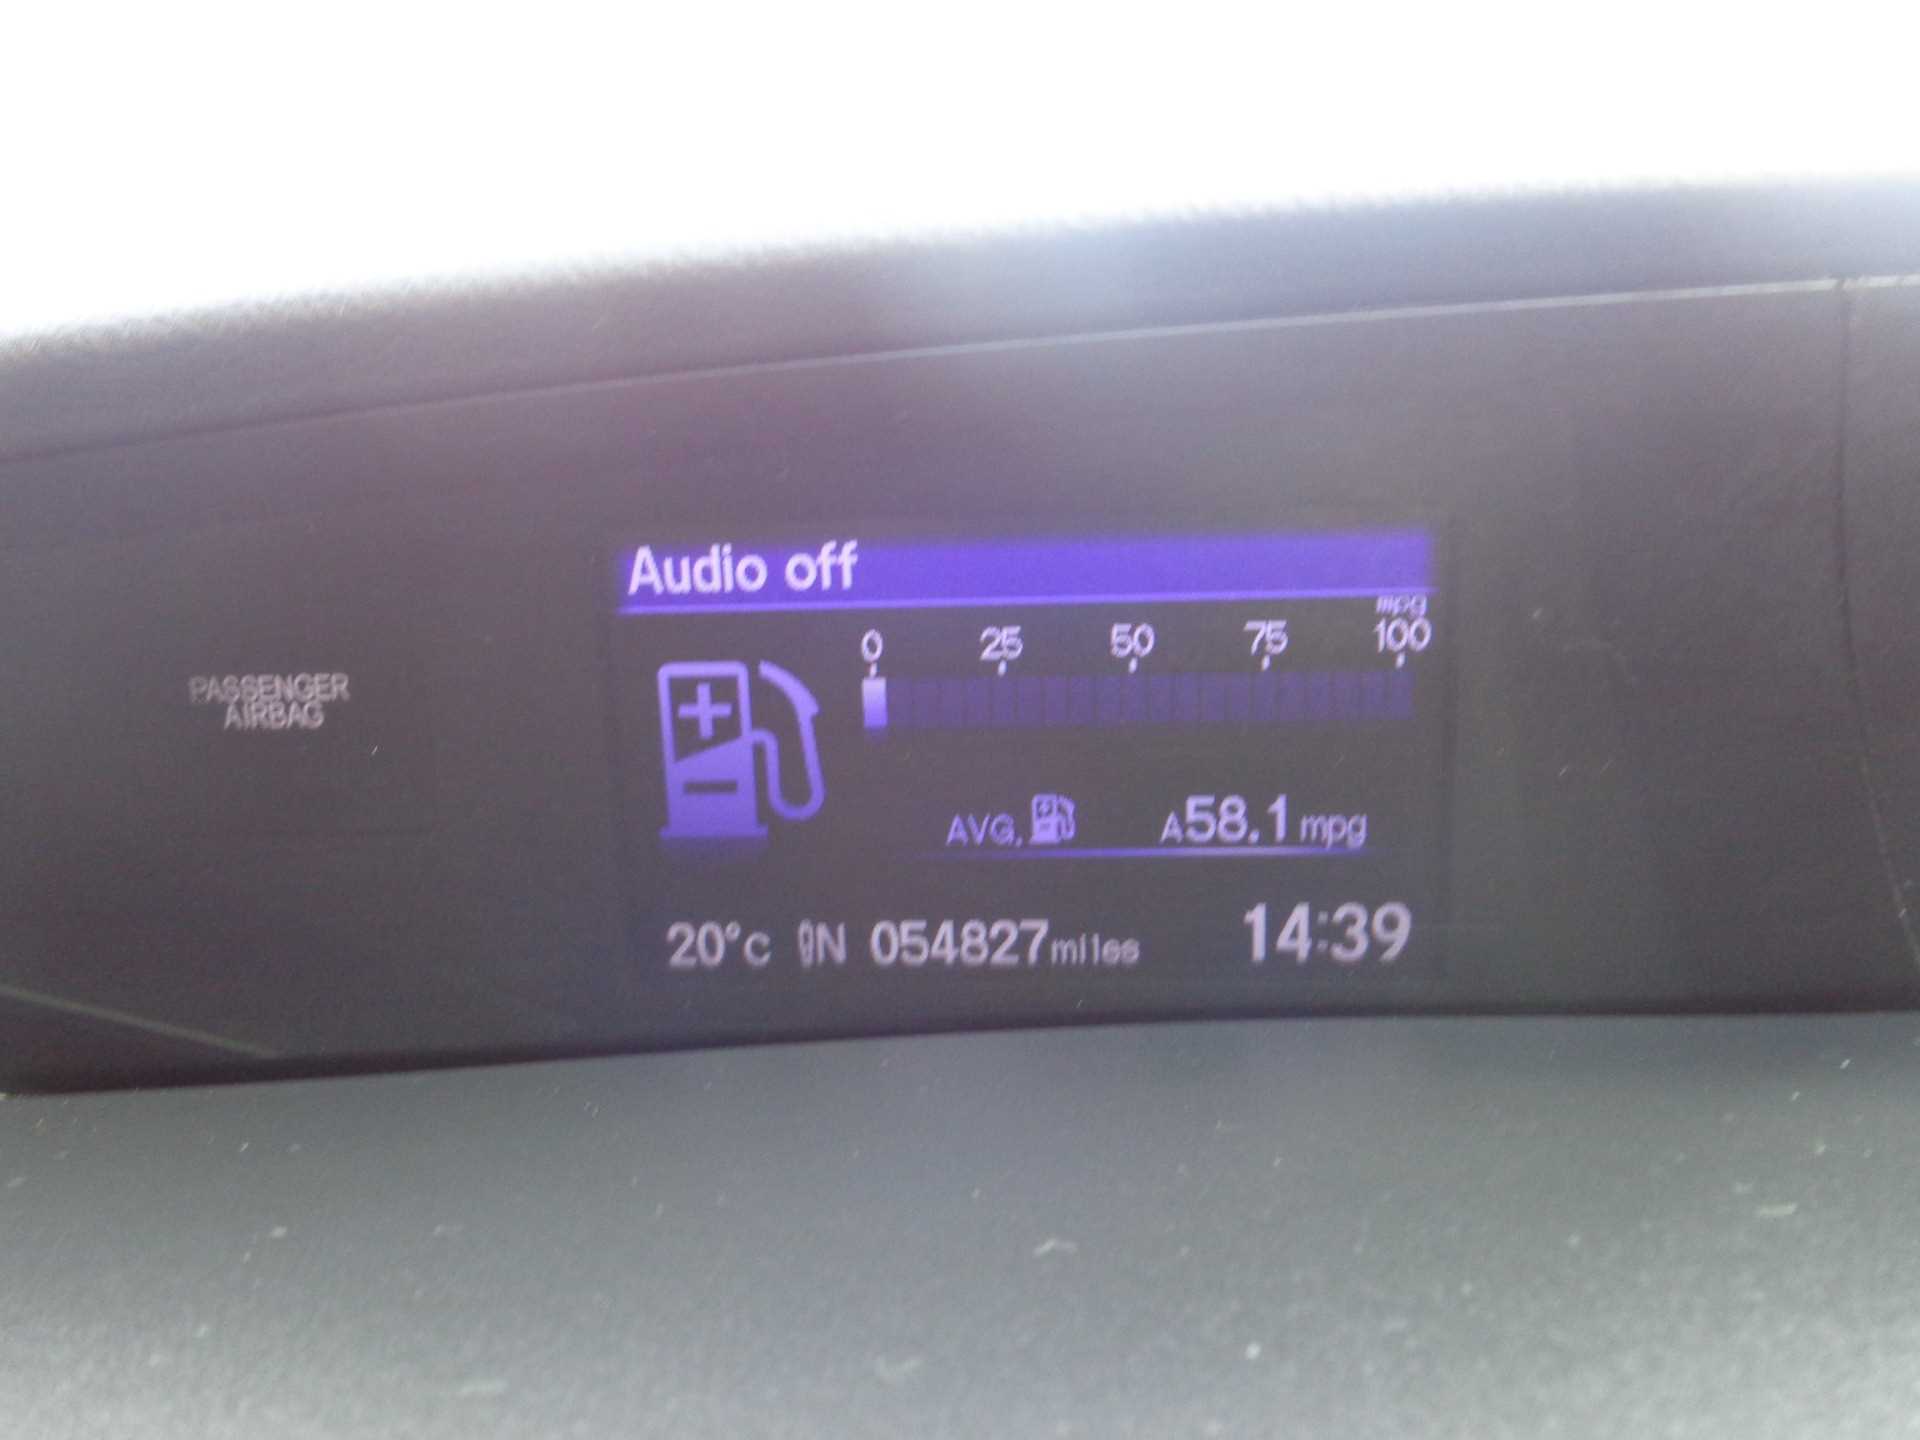 Audio off
mpg
0 25 50 75 100
PASSENGER
AIRBAG
AVG. A58.1 mpg
20°C N 054827miles 14:39